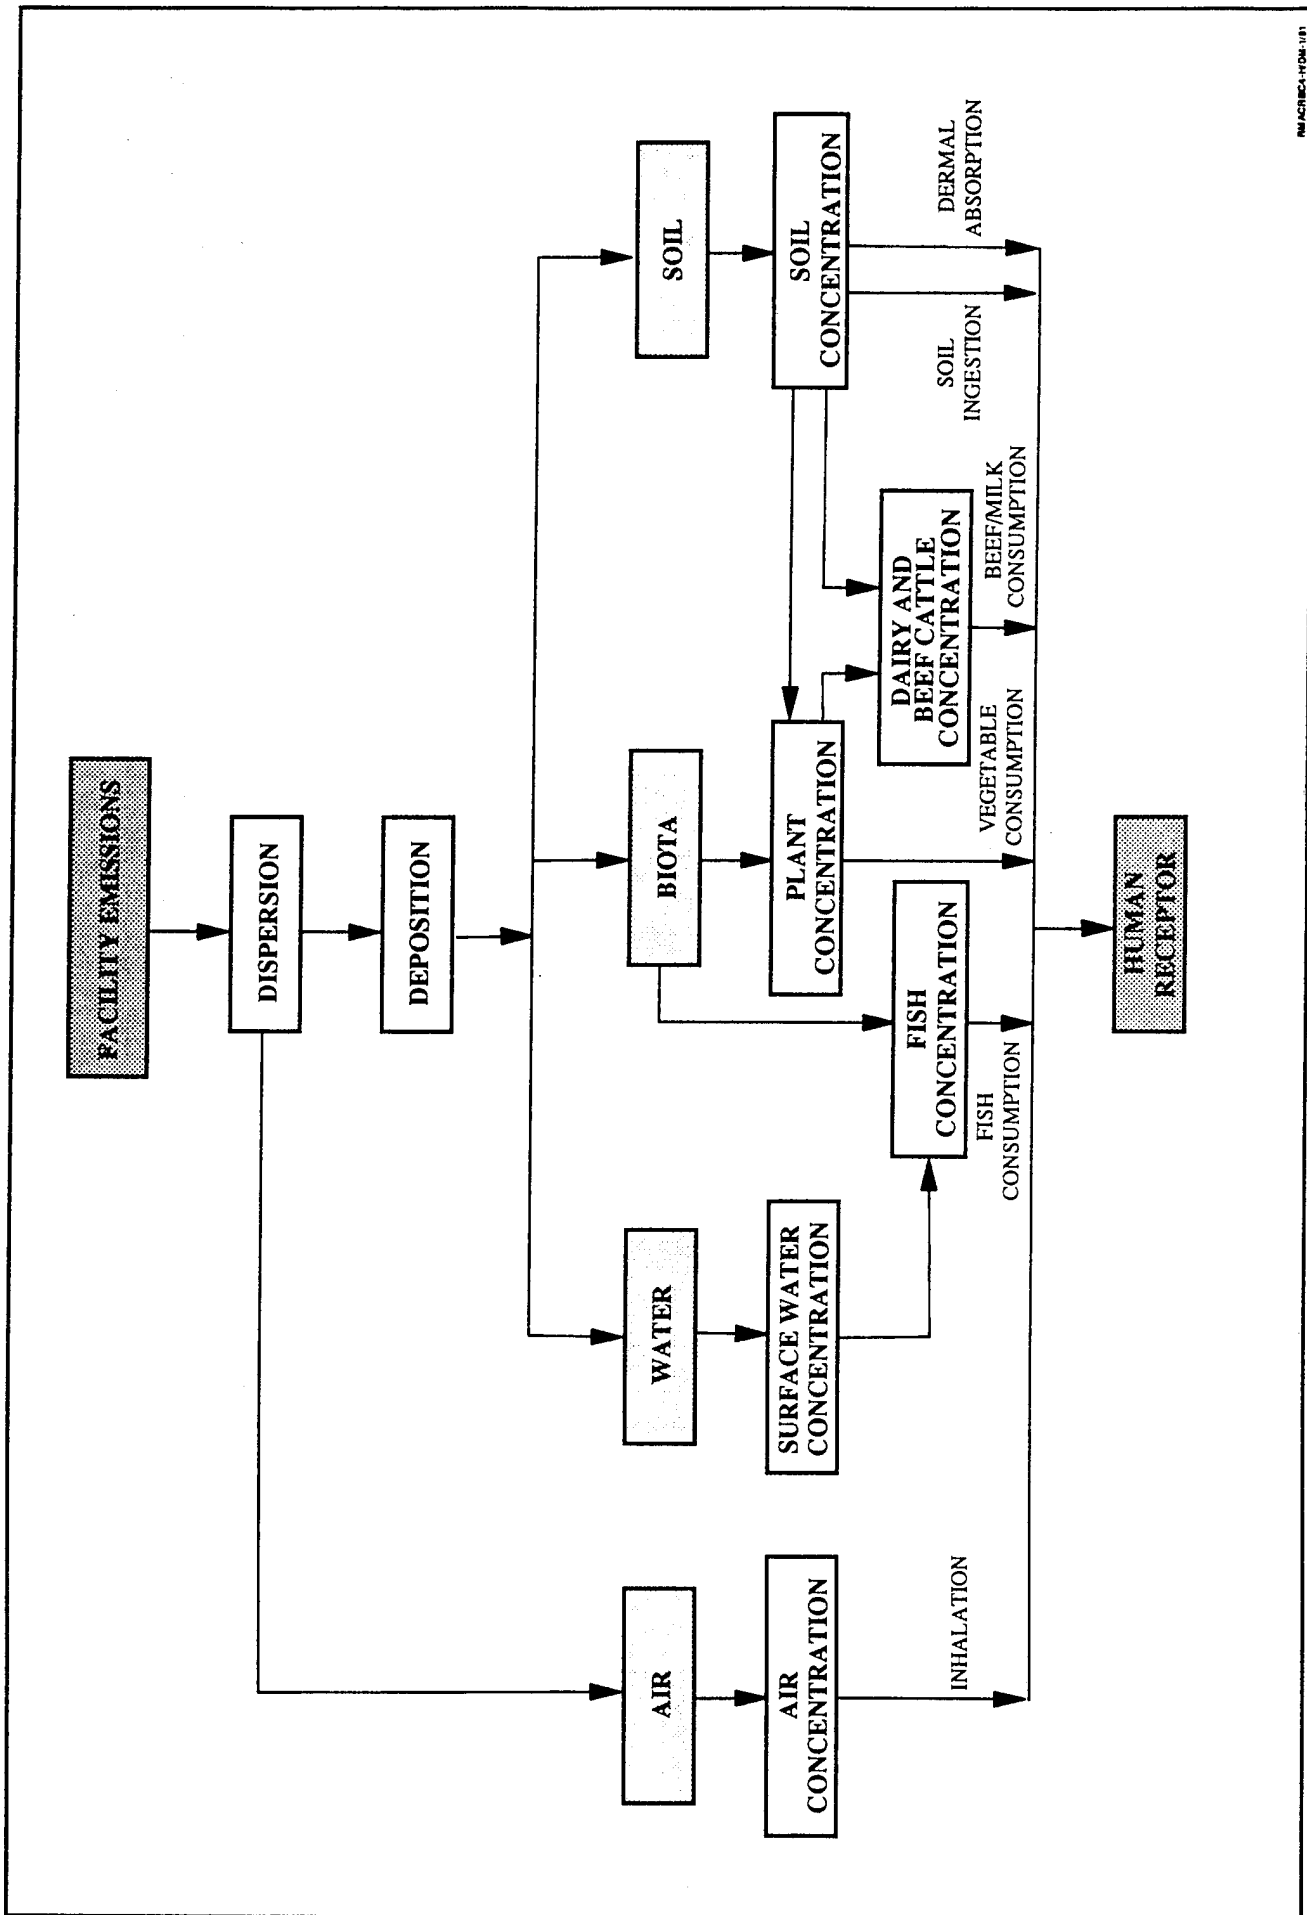 FACILITY EMISSIONS
DISPERSION
DEPOSITION
AIR
WATER
BIOTA
SOIL
AIR
CONCENTRATION
SURFACE WATER
CONCENTRATION
PLANT
CONCENTRATION
SOIL
CONCENTRATION
FISH
CONCENTRATION
DAIRY AND
BEEF CATTLE
CONCENTRATION
INHALATION
FISH
CONSUMPTION
VEGETABLE
CONSUMPTION
BEEF/MILK
CONSUMPTION
SOIL
INGESTION
DERMAL
ABSORPTION
HUMAN
RECEPTOR